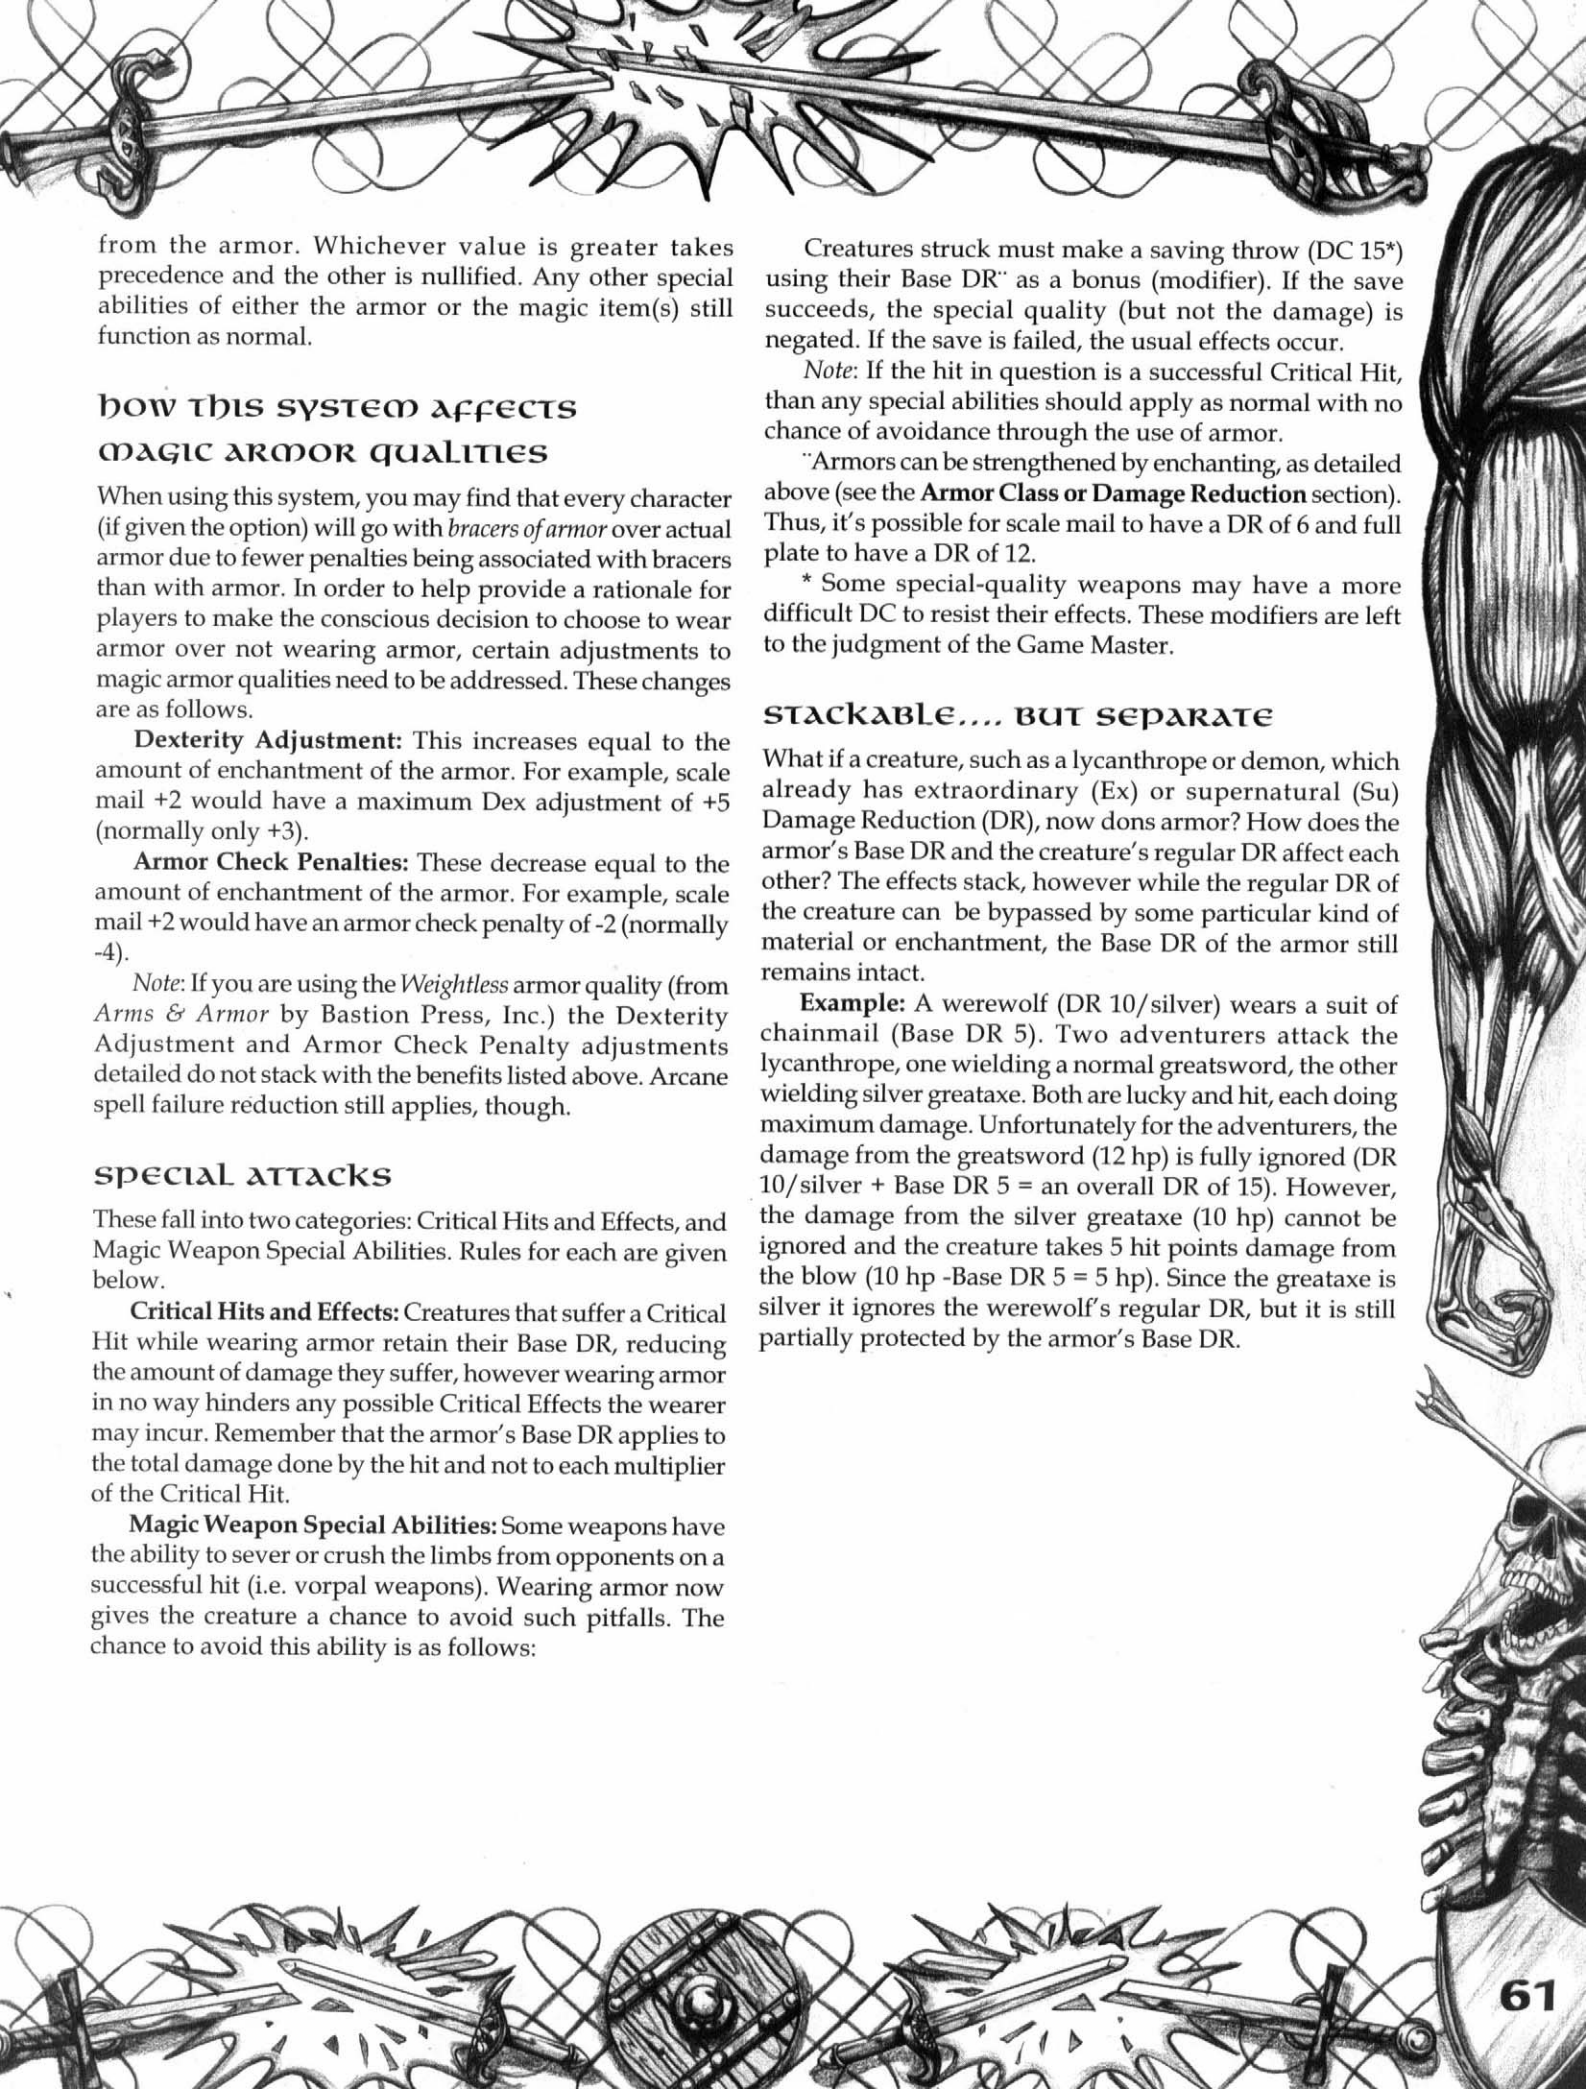 from the armor. Whichever value is greater takes
precedence and the other is nullified. Any other special
abilities of either the armor or the magic item(s) still
function as normal.
how this system affects
magic armor qualities
When using this system, you may find that every character
(if given the option) will go with bracers of armor over actual
armor due to fewer penalties being associated with bracers
than with armor. In order to help provide a rationale for
players to make the conscious decision to choose to wear
armor over not wearing armor, certain adjustments to
magic armor qualities need to be addressed. These changes
are as follows.
Dexterity Adjustment: This increases equal to the
amount of enchantment of the armor. For example, scale
mail +2 would have a maximum Dex adjustment of +5
(normally only +3).
Armor Check Penalties: These decrease equal to the
amount of enchantment of the armor. For example, scale
mail +2 would have an armor check penalty of -2 (normally
-4).
Note: If you are using the Weightless armor quality (from
Arms & Armor by Bastion Press, Inc.) the Dexterity
Adjustment and Armor Check Penalty adjustments
detailed do not stack with the benefits listed above. Arcane
spell failure reduction still applies, though.
special attacks
These fall into two categories: Critical Hits and Effects, and
Magic Weapon Special Abilities. Rules for each are given
below.
Critical Hits and Effects: Creatures that suffer a Critical
Hit while wearing armor retain their Base DR, reducing
the amount of damage they suffer, however wearing armor
in no way hinders any possible Critical Effects the wearer
may incur. Remember that the armor's Base DR applies to
the total damage done by the hit and not to each multiplier
of the Critical Hit.
Magic Weapon Special Abilities: Some weapons have
the ability to sever or crush the limbs from opponents on a
successful hit (i.e. vorpal weapons). Wearing armor now
gives the creature a chance to avoid such pitfalls. The
chance to avoid this ability is as follows:
Creatures struck must make a saving throw (DC 15*)
using their Base DR¨ as a bonus (modifier). If the save
succeeds, the special quality (but not the damage) is
negated. If the save is failed, the usual effects occur.
Note: If the hit in question is a successful Critical Hit,
than any special abilities should apply as normal with no
chance of avoidance through the use of armor.
¨Armors can be strengthened by enchanting, as detailed
above (see the Armor Class or Damage Reduction section).
Thus, it's possible for scale mail to have a DR of 6 and full
plate to have a DR of 12.
* Some special-quality weapons may have a more
difficult DC to resist their effects. These modifiers are left
to the judgment of the Game Master.
stackable.... but separate
What if a creature, such as a lycanthrope or demon, which
already has extraordinary (Ex) or supernatural (Su)
Damage Reduction (DR), now dons armor? How does the
armor's Base DR and the creature's regular DR affect each
other? The effects stack, however while the regular DR of
the creature can be bypassed by some particular kind of
material or enchantment, the Base DR of the armor still
remains intact.
Example: A werewolf (DR 10/silver) wears a suit of
chainmail (Base DR 5). Two adventurers attack the
lycanthrope, one wielding a normal greatsword, the other
wielding silver greataxe. Both are lucky and hit, each doing
maximum damage. Unfortunately for the adventurers, the
damage from the greatsword (12 hp) is fully ignored (DR
10/silver + Base DR 5 = an overall DR of 15). However,
the damage from the silver greataxe (10 hp) cannot be
ignored and the creature takes 5 hit points damage from
the blow (10 hp -Base DR 5 = 5 hp). Since the greataxe is
silver it ignores the werewolf's regular DR, but it is still
partially protected by the armor's Base DR.
61